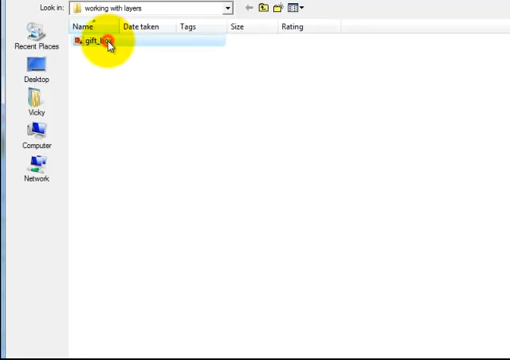 Look in: working with layers
Name Date taken Tags Size Rating
Recent Places
Desktop
Vicky
Computer
Network